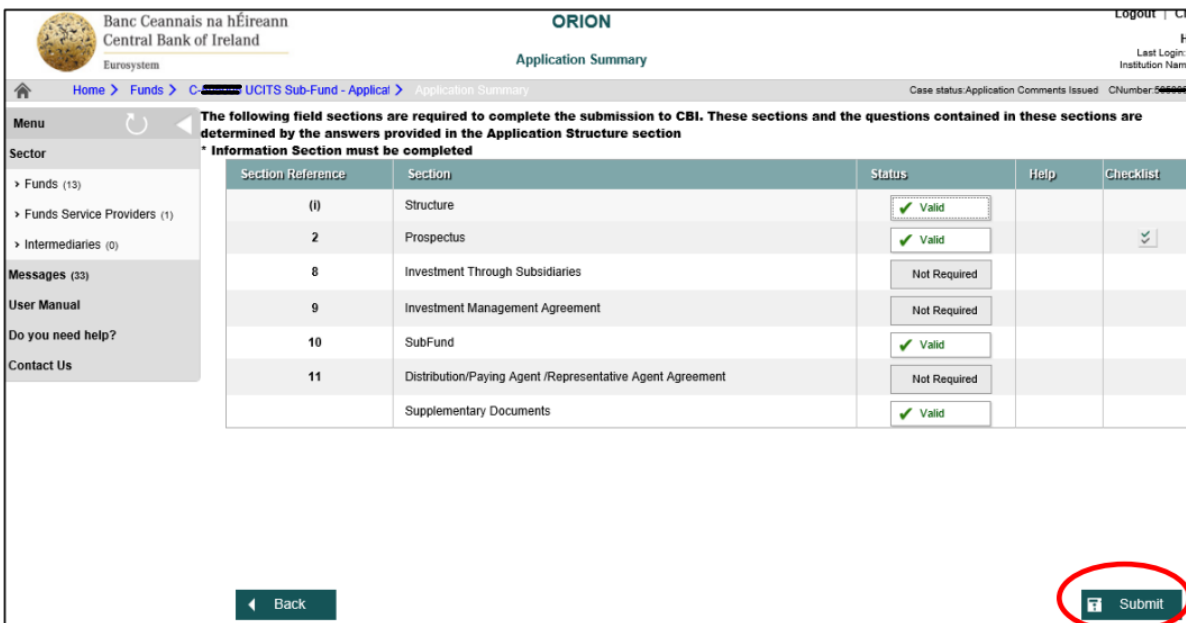 Banc Ceannais na hÉireann
Central Bank of Ireland
Eurosystem
ORION
Application Summary
Logout |
Last Login:
Institution Nam
Home > Funds > C- UCITS Sub-Fund - Applicat > Application Summary
Case status:Application Comments Issued CNumber:
Menu
Sector
> Funds (13)
> Funds Service Providers (1)
> Intermediaries (0)
Messages (33)
User Manual
Do you need help?
Contact Us
The following field sections are required to complete the submission to CBI. These sections and the questions contained in these sections are
determined by the answers provided in the Application Structure section
* Information Section must be completed
Section Reference Section Status Help Checklist
(i) Structure Valid
2 Prospectus Valid
8 Investment Through Subsidiaries Not Required
9 Investment Management Agreement Not Required
10 SubFund Valid
11 Distribution/Paying Agent /Representative Agent Agreement Not Required
Supplementary Documents Valid
Back
Submit